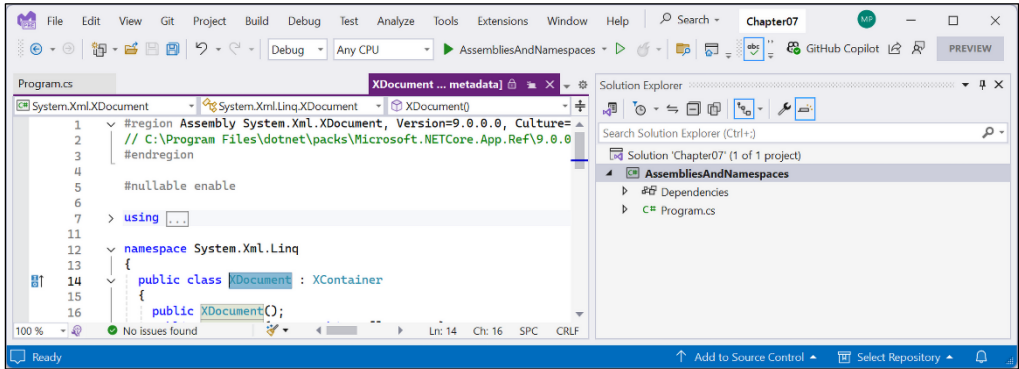 File Edit View Git Project Build Debug Test Analyze Tools Extensions Window Help Search Chapter07 MP
Debug Any CPU AssembliesAndNamespaces abc GitHub Copilot PREVIEW
Program.cs XDocument ... metadata]
C# System.Xml.XDocument System.Xml.Linq.XDocument XDocument()
1 #region Assembly System.Xml.XDocument, Version=9.0.0.0, Culture=
2 // C:\Program Files\dotnet\packs\Microsoft.NETCore.App.Ref\9.0.0
3 #endregion
4
5 #nullable enable
6
7 using ...
11
12 namespace System.Xml.Linq
13 {
14 public class XDocument : XContainer
15 {
16 public XDocument();
100 % No issues found Ln: 14 Ch: 16 SPC CRLF
Solution Explorer
Search Solution Explorer (Ctrl+;)
Solution 'Chapter07' (1 of 1 project)
C# AssembliesAndNamespaces
Dependencies
C# Program.cs
Ready Add to Source Control Select Repository